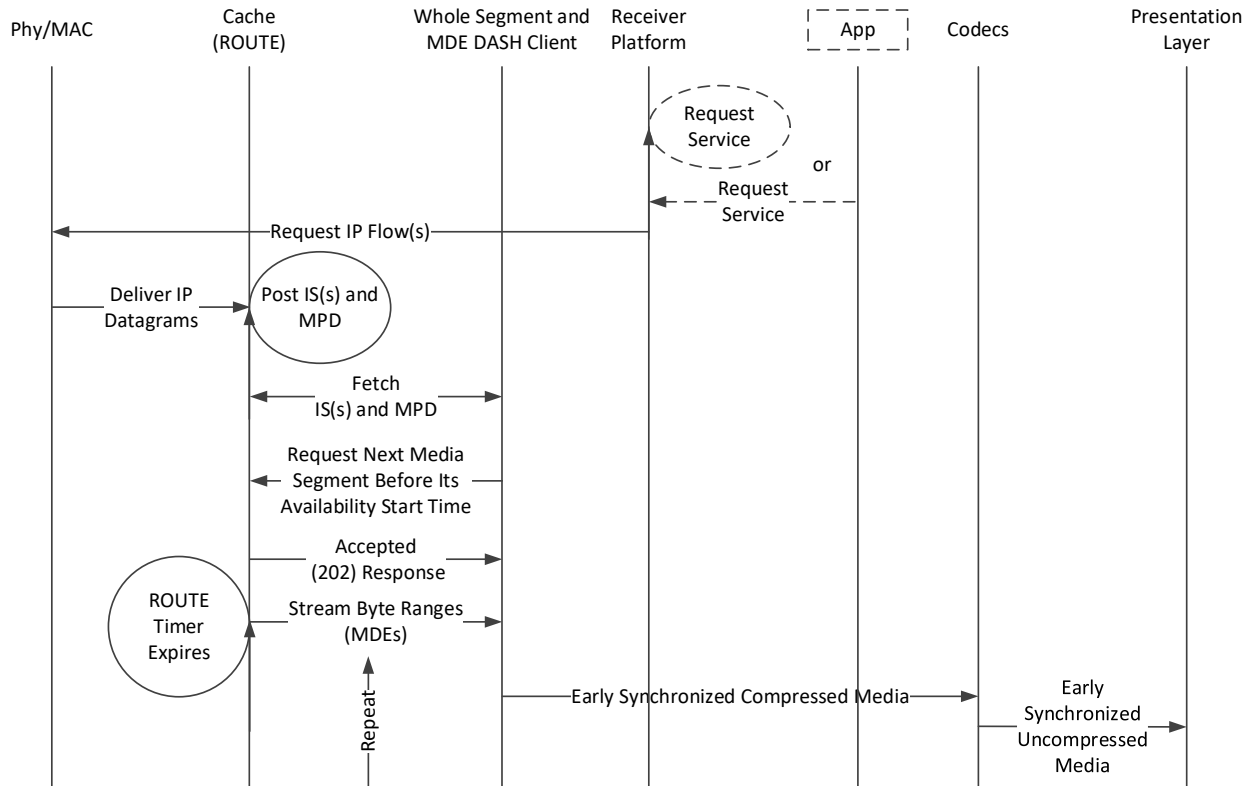 Phy/MAC
Cache
(ROUTE)
Whole Segment and
MDE DASH Client
Receiver
Platform
App
Codecs
Presentation
Layer
Request
Service
or
Request
Service
Request IP Flow(s)
Deliver IP
Datagrams
Post IS(s) and
MPD
Fetch
IS(s) and MPD
Request Next Media
Segment Before Its
Availability Start Time
Accepted
(202) Response
ROUTE
Timer
Expires
Stream Byte Ranges
(MDEs)
Repeat
Early Synchronized Compressed Media
Early
Synchronized
Uncompressed
Media